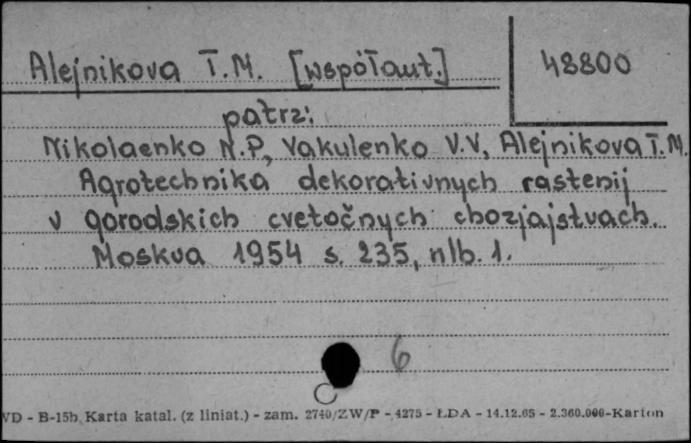 Alejnikova T.M. [współaut.]
48800
patrz:
Nikolaenko N.P., Vakulenko V.V., Alejnikova T.M.
Agrotechnika dekorativnych rastenij
v gorodskich cvetočnych chozjajstvach.
Moskva 1954 s. 235, nlb. 1.
6
VD - B-15b Karta katal. (z liniat.) - zam. 2740/ZW/P - 4275 - ŁDA - 14.12.65 - 2.360.000-Karton